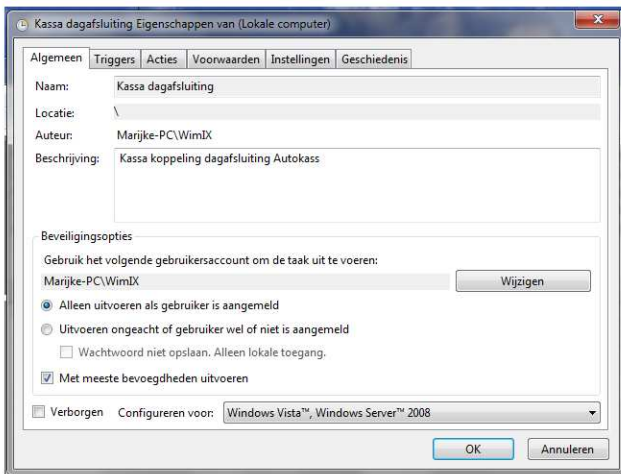 Kassa dagafsluiting Eigenschappen van (Lokale computer)
Algemeen Triggers Acties Voorwaarden Instellingen Geschiedenis
Naam: Kassa dagafsluiting
Locatie: \
Auteur: Marijke-PC\WimIX
Beschrijving: Kassa koppeling dagafsluiting Autokass
Beveiligingsopties
Gebruik het volgende gebruikersaccount om de taak uit te voeren:
Marijke-PC\WimIX Wijzigen
Alleen uitvoeren als gebruiker is aangemeld
Uitvoeren ongeacht of gebruiker wel of niet is aangemeld
Wachtwoord niet opslaan. Alleen lokale toegang.
Met meeste bevoegdheden uitvoeren
Verborgen Configureren voor: Windows Vista™, Windows Server™ 2008
OK Annuleren